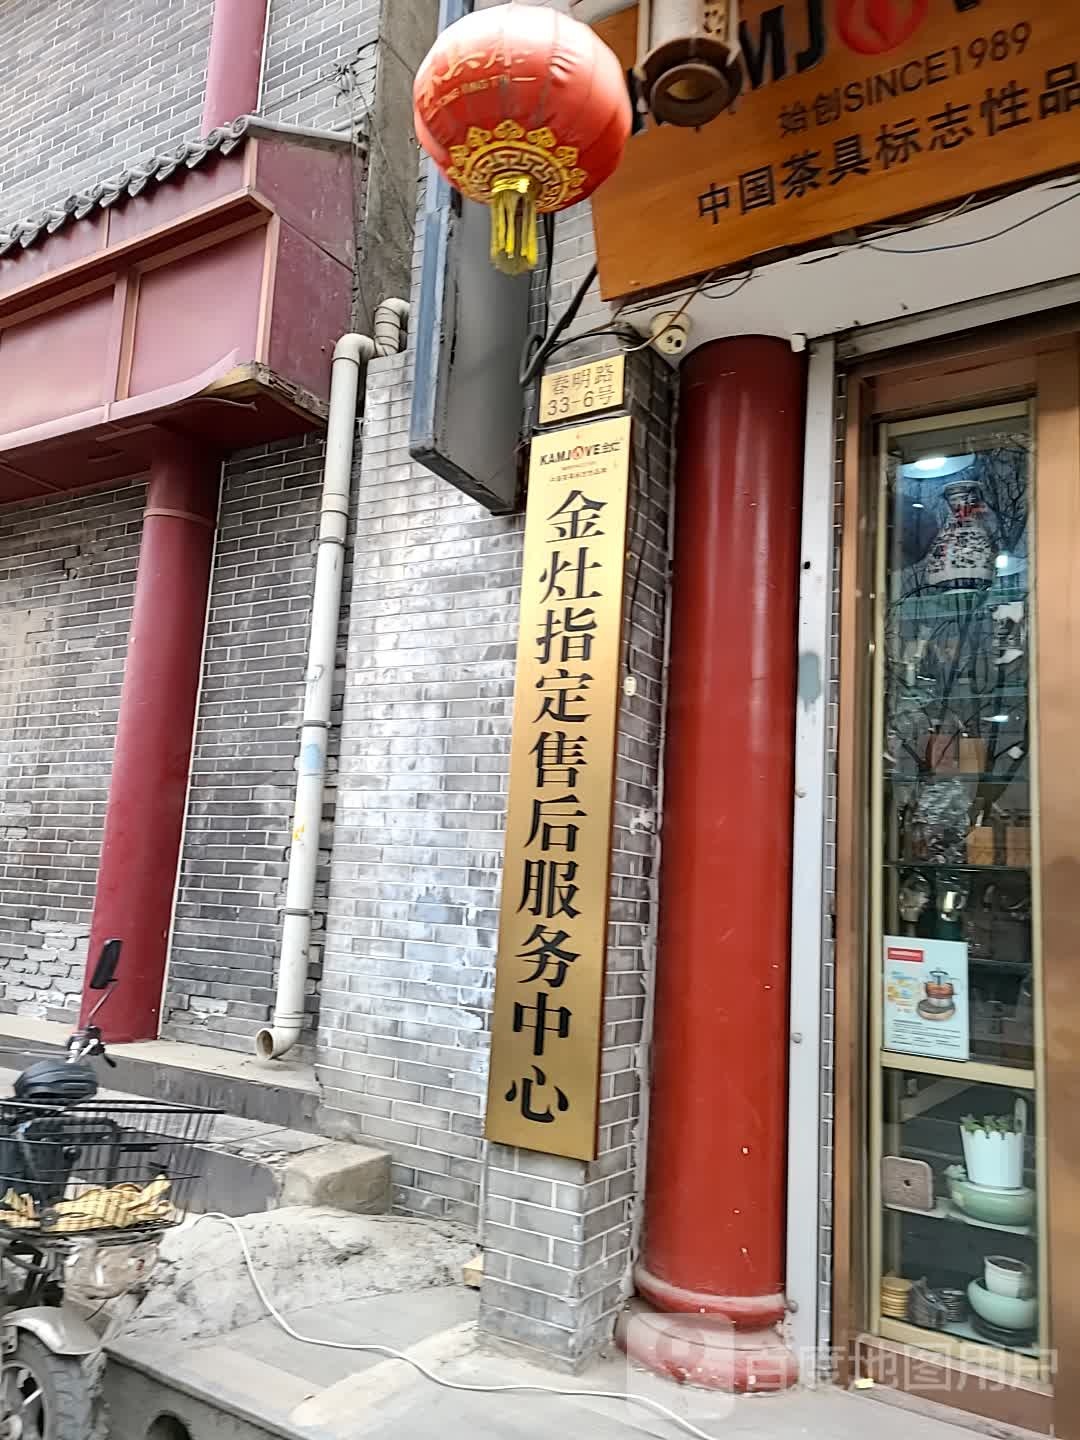 KAMJOVE
始创SINCE1989
中国茶具标志性品
春明路
33-6号
KAMJOVE金灶
金灶指定售后服务中心
百度地图用户